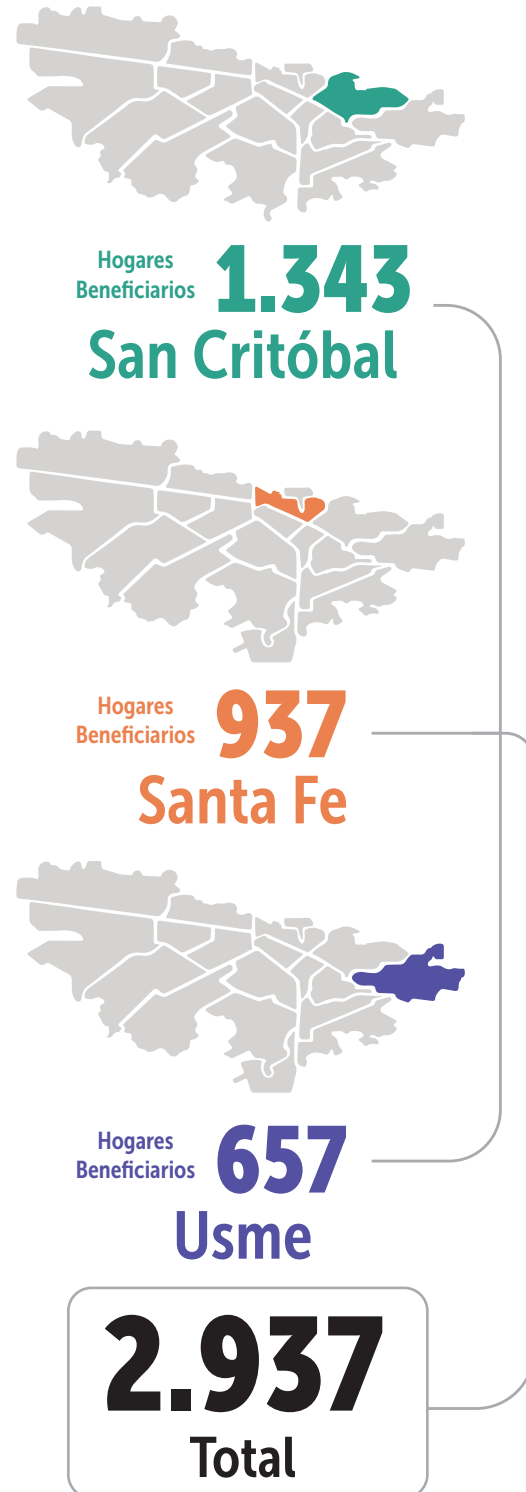 Hogares
Beneficiarios
1.343
San Critóbal
Hogares
Beneficiarios
937
Santa Fe
Hogares
Beneficiarios
657
Usme
2.937
Total